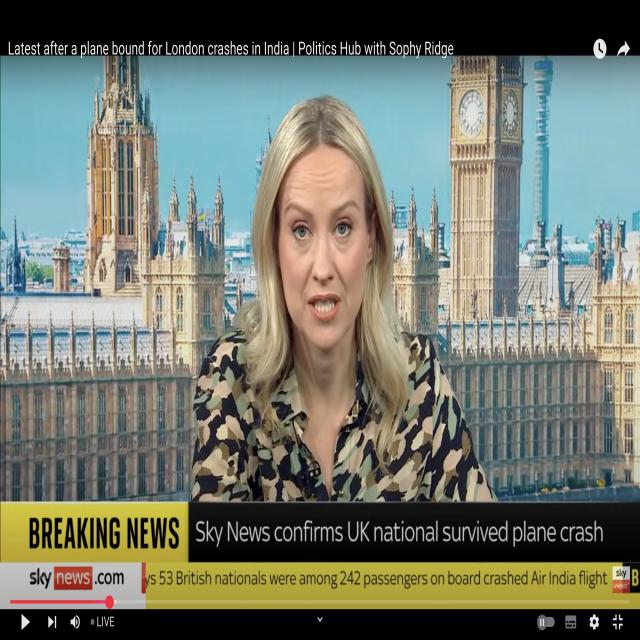 Latest after a plane bound for London crashes in India | Politics Hub with Sophy Ridge
BREAKING NEWS
Sky News confirms UK national survived plane crash
sky news.com
ys 53 British nationals were among 242 passengers on board crashed Air India flight
sky news
B
LIVE